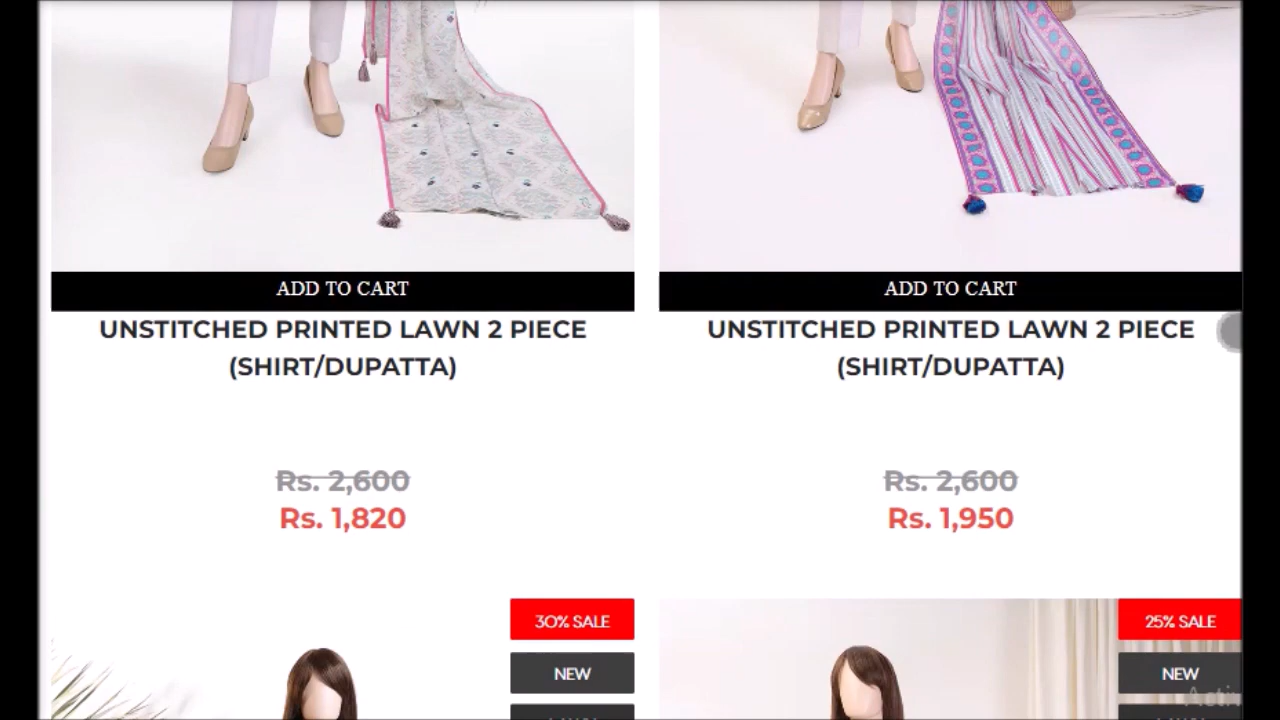 ADD TO CART
UNSTITCHED PRINTED LAWN 2 PIECE
(SHIRT/DUPATTA)
Rs. 2,600
Rs. 1,820
30% SALE
NEW
ADD TO CART
UNSTITCHED PRINTED LAWN 2 PIECE
(SHIRT/DUPATTA)
Rs. 2,600
Rs. 1,950
25% SALE
NEW